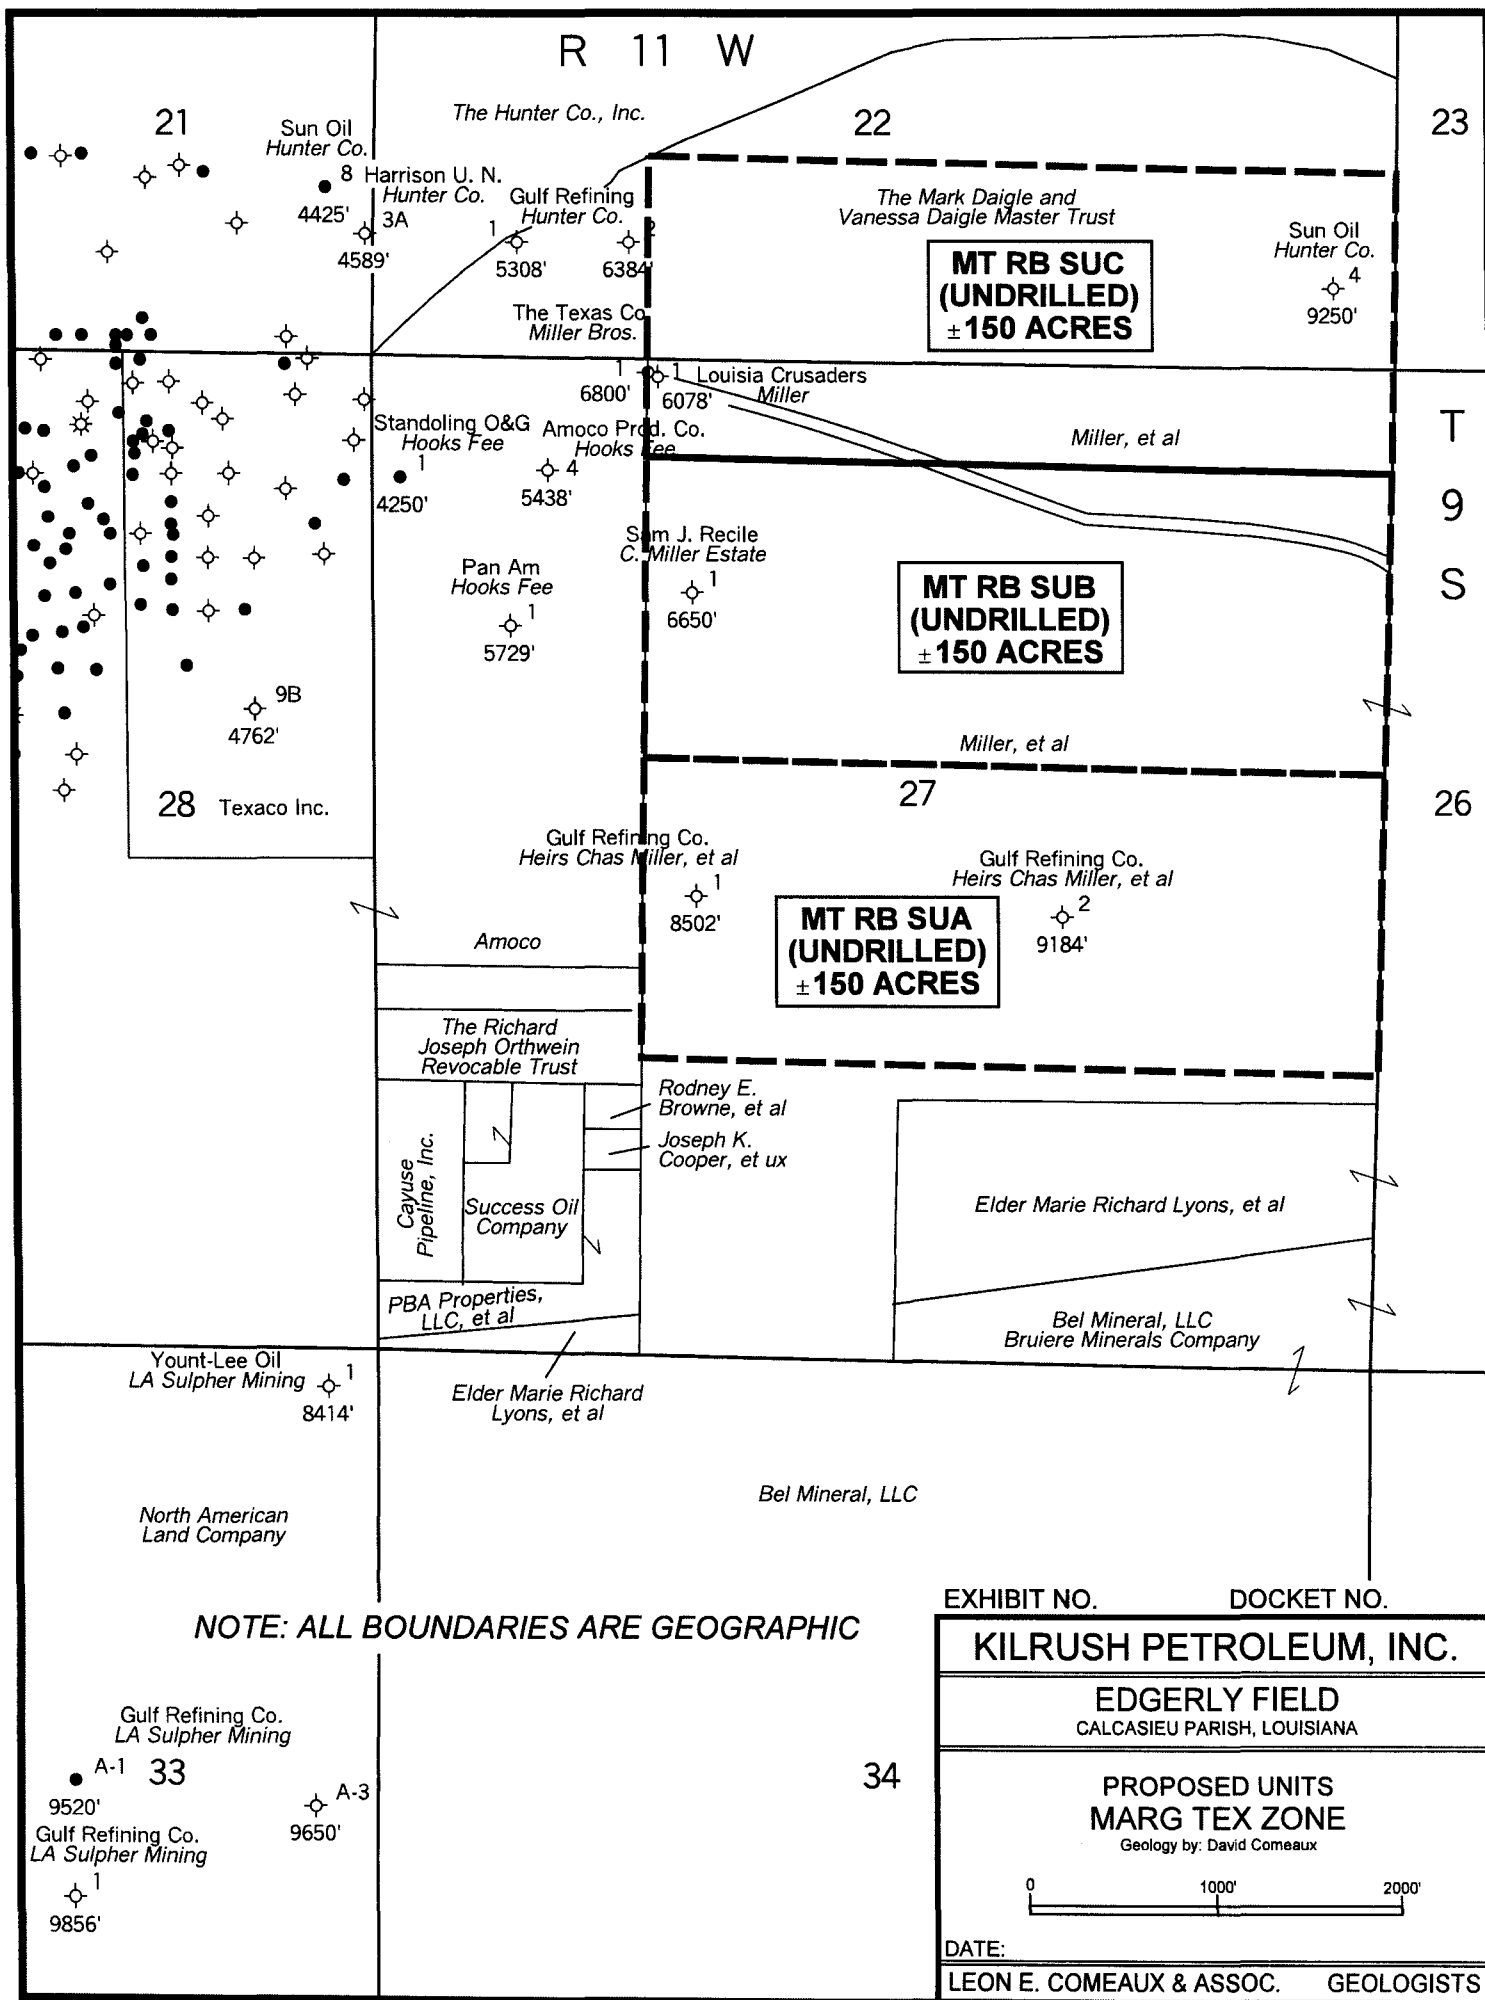 R 11 W
21
22
23
The Hunter Co., Inc.
Sun Oil
Hunter Co.
8
4425'
Harrison U. N.
Hunter Co.
3A
4589'
Gulf Refining
Hunter Co.
1
5308'
2
6384'
The Mark Daigle and
Vanessa Daigle Master Trust
Sun Oil
Hunter Co.
4
9250'
MT RB SUC
(UNDRILLED)
±150 ACRES
The Texas Co
Miller Bros.
1
6800'
1
6078'
Louisia Crusaders
Miller
Miller, et al
T
9
S
Standoling O&G
Hooks Fee
1
4250'
Amoco Prod. Co.
Hooks Fee
4
5438'
Sam J. Recile
C. Miller Estate
1
6650'
Pan Am
Hooks Fee
1
5729'
MT RB SUB
(UNDRILLED)
±150 ACRES
9B
4762'
Miller, et al
28
Texaco Inc.
27
26
Gulf Refining Co.
Heirs Chas Miller, et al
1
8502'
Gulf Refining Co.
Heirs Chas Miller, et al
2
9184'
MT RB SUA
(UNDRILLED)
±150 ACRES
Amoco
The Richard
Joseph Orthwein
Revocable Trust
Rodney E.
Browne, et al
Joseph K.
Cooper, et ux
Cayuse
Pipeline, Inc.
Success Oil
Company
Elder Marie Richard Lyons, et al
PBA Properties,
LLC, et al
Bel Mineral, LLC
Bruiere Minerals Company
Yount-Lee Oil
LA Sulpher Mining
1
8414'
Elder Marie Richard
Lyons, et al
North American
Land Company
Bel Mineral, LLC
NOTE: ALL BOUNDARIES ARE GEOGRAPHIC
Gulf Refining Co.
LA Sulpher Mining
A-1
9520'
33
A-3
9650'
34
Gulf Refining Co.
LA Sulpher Mining
1
9856'
EXHIBIT NO. DOCKET NO.
KILRUSH PETROLEUM, INC.
EDGERLY FIELD
CALCASIEU PARISH, LOUISIANA
PROPOSED UNITS
MARG TEX ZONE
Geology by: David Comeaux
0 1000' 2000'
DATE:
LEON E. COMEAUX & ASSOC. GEOLOGISTS